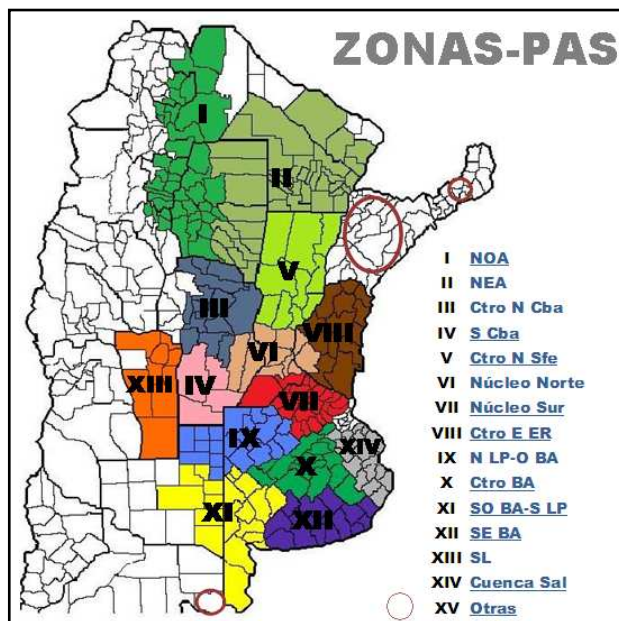 ZONAS-PAS
I
II
V
III
VIII
VI
XIII
IV
VII
IX
XIV
X
XI
XII
I NOA
II NEA
III Ctro N Cba
IV S Cba
V Ctro N Sfe
VI Núcleo Norte
VII Núcleo Sur
VIII Ctro E ER
IX N LP-O BA
X Ctro BA
XI SO BA-S LP
XII SE BA
XIII SL
XIV Cuenca Sal
XV Otras